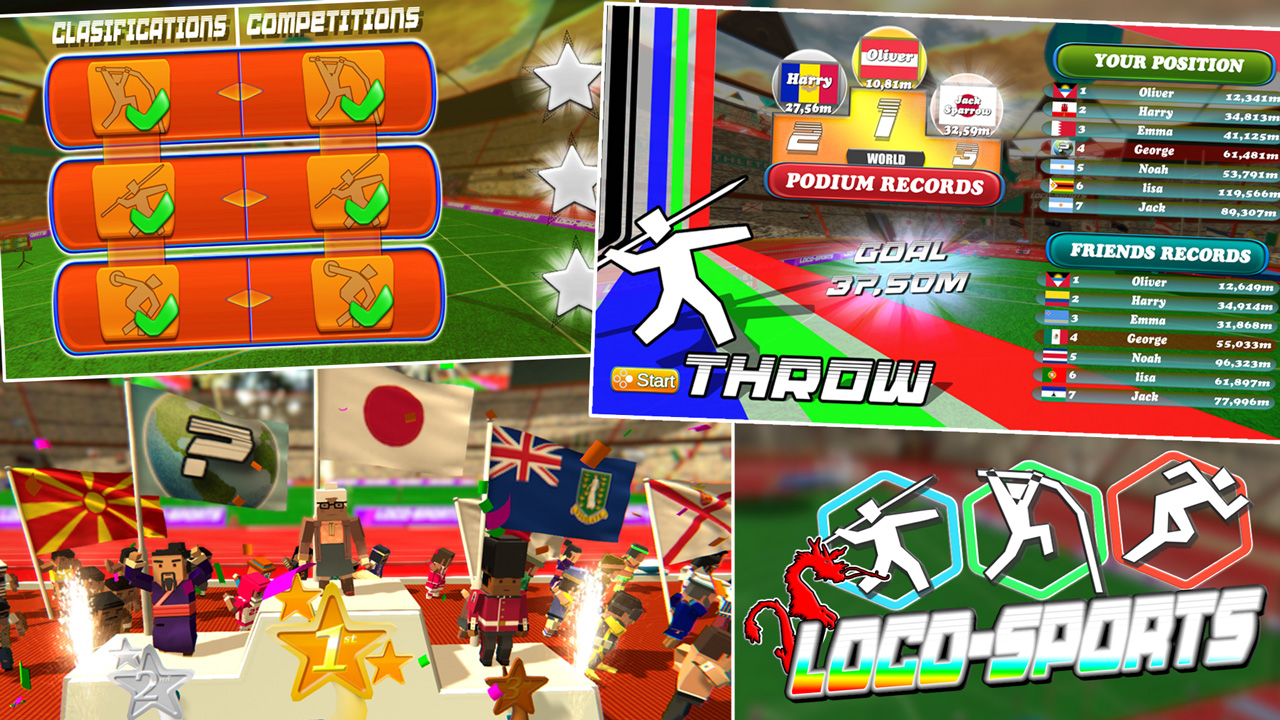 CLASIFICATIONS
COMPETITIONS
Harry
27,56m
Oliver
10,81m
Jack
Sparrow
32,59m
2
1
3
WORLD
PODIUM RECORDS
GOAL
37,50M
Start
THROW
YOUR POSITION
1 Oliver 12,341m
2 Harry 34,813m
3 Emma 41,125m
4 George 61,481m
5 Noah 53,791m
6 lisa 119,566m
7 Jack 89,307m
FRIENDS RECORDS
1 Oliver 12,649m
2 Harry 34,914m
3 Emma 31,868m
4 George 55,033m
5 Noah 96,323m
6 lisa 61,897m
7 Jack 77,996m
LOCO-SPORTS
?
1st
2
3
LOCO-SPORTS